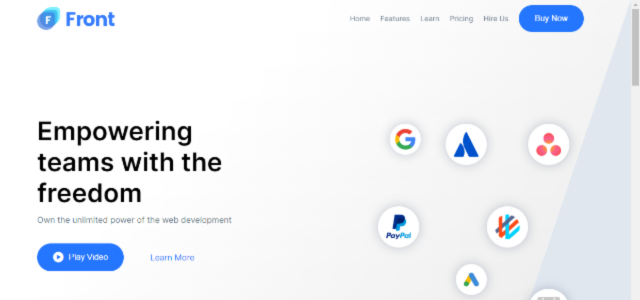 F Front
Home Features Learn Pricing Hire Us Buy Now
Empowering
teams with the
freedom
Own the unlimited power of the web development
Play Video Learn More
G
PayPal